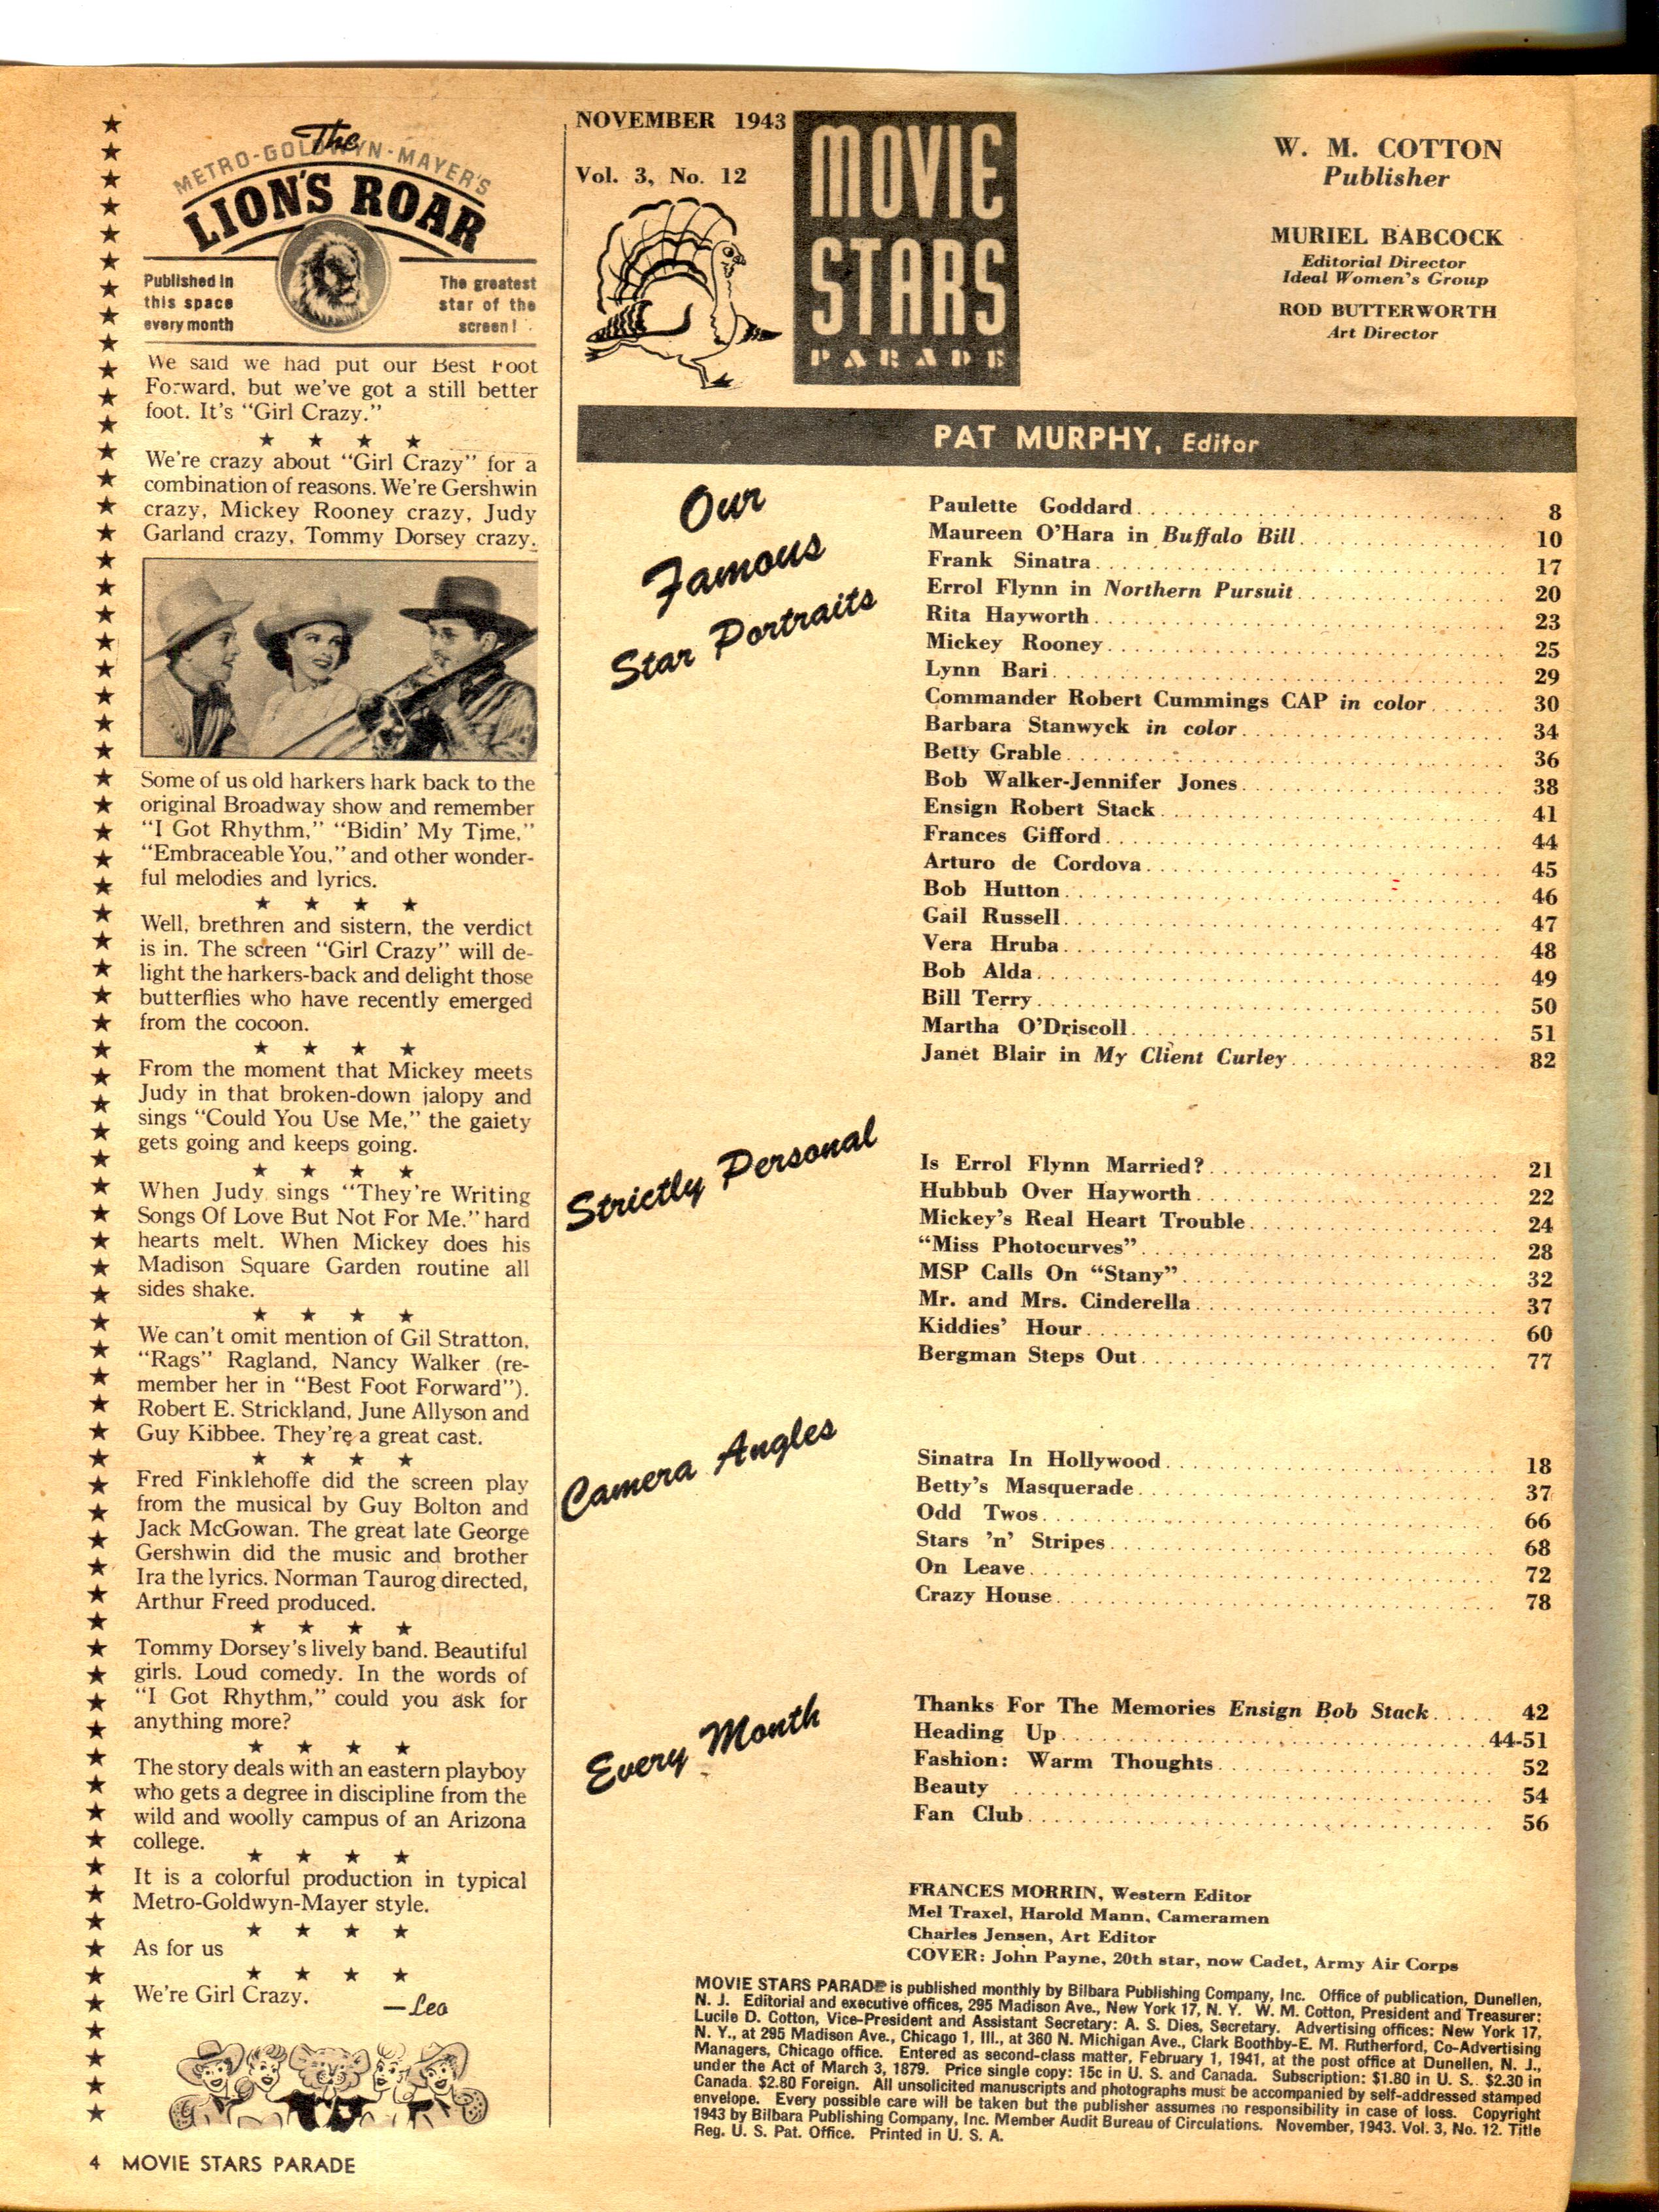 The
METRO-GOLDWYN-MAYER'S
LION'S ROAR
Published in
this space
every month
The greatest
star of the
screen!
We said we had put our Best Foot
Forward, but we've got a still better
foot. It's "Girl Crazy."
★ ★ ★ ★
We're crazy about "Girl Crazy" for a
combination of reasons. We're Gershwin
crazy, Mickey Rooney crazy, Judy
Garland crazy, Tommy Dorsey crazy.
Some of us old harkers hark back to the
original Broadway show and remember
"I Got Rhythm," "Bidin' My Time,"
"Embraceable You," and other wonder-
ful melodies and lyrics.
★ ★ ★ ★
Well, brethren and sistern, the verdict
is in. The screen "Girl Crazy" will de-
light the harkers-back and delight those
butterflies who have recently emerged
from the cocoon.
★ ★ ★ ★
From the moment that Mickey meets
Judy in that broken-down jalopy and
sings "Could You Use Me," the gaiety
gets going and keeps going.
★ ★ ★ ★
When Judy sings "They're Writing
Songs Of Love But Not For Me." hard
hearts melt. When Mickey does his
Madison Square Garden routine all
sides shake.
★ ★ ★ ★
We can't omit mention of Gil Stratton,
"Rags" Ragland, Nancy Walker (re-
member her in "Best Foot Forward"),
Robert E. Strickland, June Allyson and
Guy Kibbee. They're a great cast.
★ ★ ★ ★
Fred Finklehoffe did the screen play
from the musical by Guy Bolton and
Jack McGowan. The great late George
Gershwin did the music and brother
Ira the lyrics. Norman Taurog directed,
Arthur Freed produced.
★ ★ ★ ★
Tommy Dorsey's lively band. Beautiful
girls. Loud comedy. In the words of
"I Got Rhythm," could you ask for
anything more?
★ ★ ★ ★
The story deals with an eastern playboy
who gets a degree in discipline from the
wild and woolly campus of an Arizona
college.
★ ★ ★ ★
It is a colorful production in typical
Metro-Goldwyn-Mayer style.
★ ★ ★ ★
As for us
★ ★ ★ ★
We're Girl Crazy.
—Leo
4 MOVIE STARS PARADE
NOVEMBER 1943
Vol. 3, No. 12
MOVIE
STARS
PARADE
W. M. COTTON
Publisher
MURIEL BABCOCK
Editorial Director
Ideal Women's Group
ROD BUTTERWORTH
Art Director
PAT MURPHY, Editor
Our
Famous
Star Portraits
Paulette Goddard 8
Maureen O'Hara in Buffalo Bill 10
Frank Sinatra 17
Errol Flynn in Northern Pursuit 20
Rita Hayworth 23
Mickey Rooney 25
Lynn Bari 29
Commander Robert Cummings CAP in color 30
Barbara Stanwyck in color 34
Betty Grable 36
Bob Walker-Jennifer Jones 38
Ensign Robert Stack 41
Frances Gifford 44
Arturo de Cordova 45
Bob Hutton 46
Gail Russell 47
Vera Hruba 48
Bob Alda 49
Bill Terry 50
Martha O'Driscoll 51
Janet Blair in My Client Curley 82
Strictly Personal
Is Errol Flynn Married? 21
Hubbub Over Hayworth 22
Mickey's Real Heart Trouble 24
"Miss Photocurves" 28
MSP Calls On "Stany" 32
Mr. and Mrs. Cinderella 37
Kiddies' Hour 60
Bergman Steps Out 77
Camera Angles
Sinatra In Hollywood 18
Betty's Masquerade 37
Odd Twos 66
Stars 'n' Stripes 68
On Leave 72
Crazy House 78
Every Month
Thanks For The Memories Ensign Bob Stack 42
Heading Up 44-51
Fashion: Warm Thoughts 52
Beauty 54
Fan Club 56
FRANCES MORRIN, Western Editor
Mel Traxel, Harold Mann, Cameramen
Charles Jensen, Art Editor
COVER: John Payne, 20th star, now Cadet, Army Air Corps
MOVIE STARS PARADE is published monthly by Bilbara Publishing Company, Inc. Office of publication, Dunellen,
N. J. Editorial and executive offices, 295 Madison Ave., New York 17, N. Y. W. M. Cotton, President and Treasurer;
Lucile D. Cotton, Vice-President and Assistant Secretary: A. S. Dies, Secretary. Advertising offices: New York 17,
N. Y., at 295 Madison Ave., Chicago 1, Ill., at 360 N. Michigan Ave., Clark Boothby-E. M. Rutherford, Co-Advertising
Managers, Chicago office. Entered as second-class matter, February 1, 1941, at the post office at Dunellen, N. J.,
under the Act of March 3, 1879. Price single copy: 15c in U. S. and Canada. Subscription: $1.80 in U. S. $2.30 in
Canada. $2.80 Foreign. All unsolicited manuscripts and photographs must be accompanied by self-addressed stamped
envelope. Every possible care will be taken but the publisher assumes no responsibility in case of loss. Copyright
1943 by Bilbara Publishing Company, Inc. Member Audit Bureau of Circulations. November, 1943. Vol. 3, No. 12. Title
Reg. U. S. Pat. Office. Printed in U. S. A.